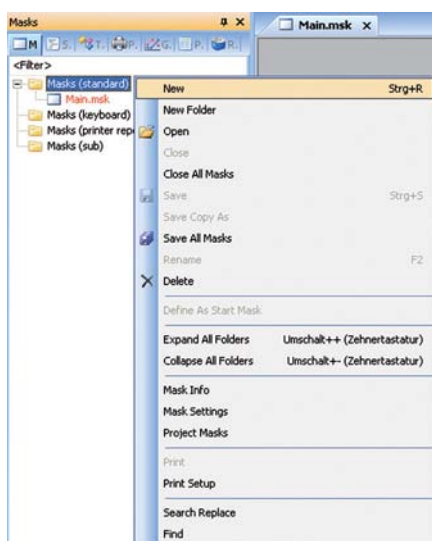 Masks
Main.msk x
M S. T. P. G. P. R.
<Filter>
Masks (standard)
Main.msk
Masks (keyboard)
Masks (printer rep
Masks (sub)
New Strg+R
New Folder
Open
Close
Close All Masks
Save Strg+S
Save Copy As
Save All Masks
Rename F2
Delete
Define As Start Mask
Expand All Folders Umschalt++ (Zehnertastatur)
Collapse All Folders Umschalt+- (Zehnertastatur)
Mask Info
Mask Settings
Project Masks
Print
Print Setup
Search Replace
Find